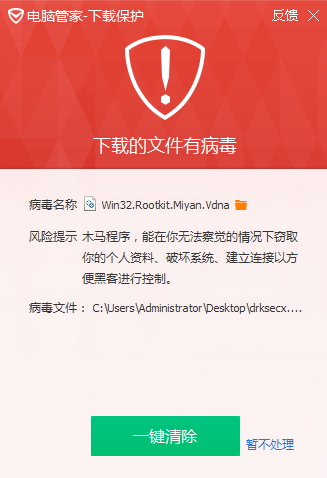 电脑管家-下载保护 反馈
下载的文件有病毒
病毒名称 Win32.Rootkit.Miyan.Vdna
风险提示 木马程序，能在你无法察觉的情况下窃取
你的个人资料、破坏系统、建立连接以方
便黑客进行控制。
病毒文件： C:\Users\Administrator\Desktop\drksecx....
一键清除
暂不处理